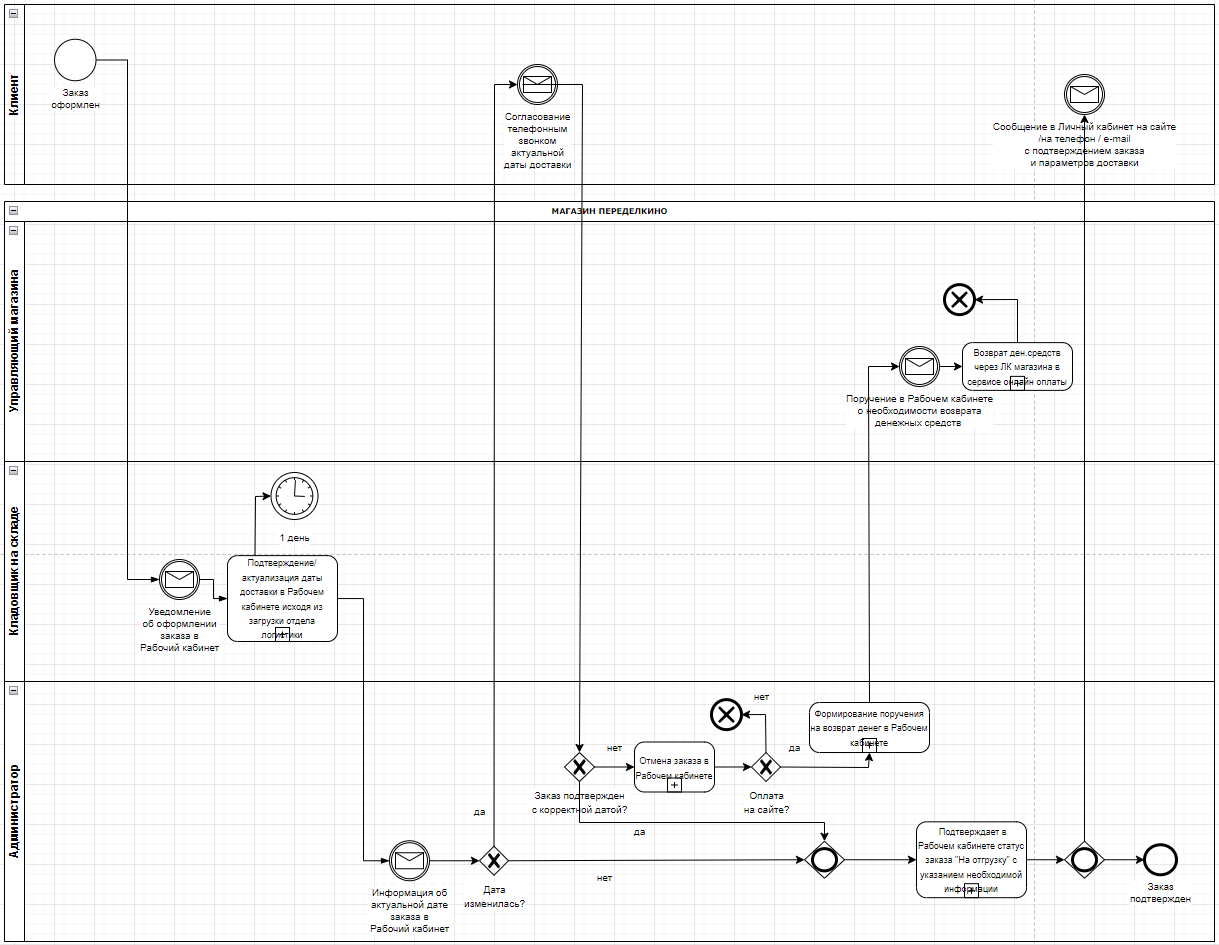 Клиент
Заказ
оформлен
Согласование
телефонным
звонком
актуальной
даты доставки
Сообщение в Личный кабинет на сайте
/на телефон / e-mail
с подтверждением заказа
и параметров доставки
МАГАЗИН ПЕРЕДЕЛКИНО
Управляющий магазина
Возврат ден.средств
через ЛК магазина в
сервисе онлайн оплаты
Поручение в Рабочем кабинете
о необходимости возврата
денежных средств
Кладовщик на складе
1 день
Уведомление
об оформлении
заказа в
Рабочий кабинет
Подтверждение/
актуализация даты
доставки в Рабочем
кабинете исходя из
загрузки отдела
логистики
Администратор
нет
Формирование поручения
на возврат денег в Рабочем
кабинете
нет
Отмена заказа в
Рабочем кабинете
да
Заказ подтвержден
с корректной датой?
Оплата
на сайте?
да
да
Информация об
актуальной дате
заказа в
Рабочий кабинет
Дата
изменилась?
нет
Подтверждает в
Рабочем кабинете статус
заказа "На отгрузку" с
указанием необходимой
информации
Заказ
подтвержден